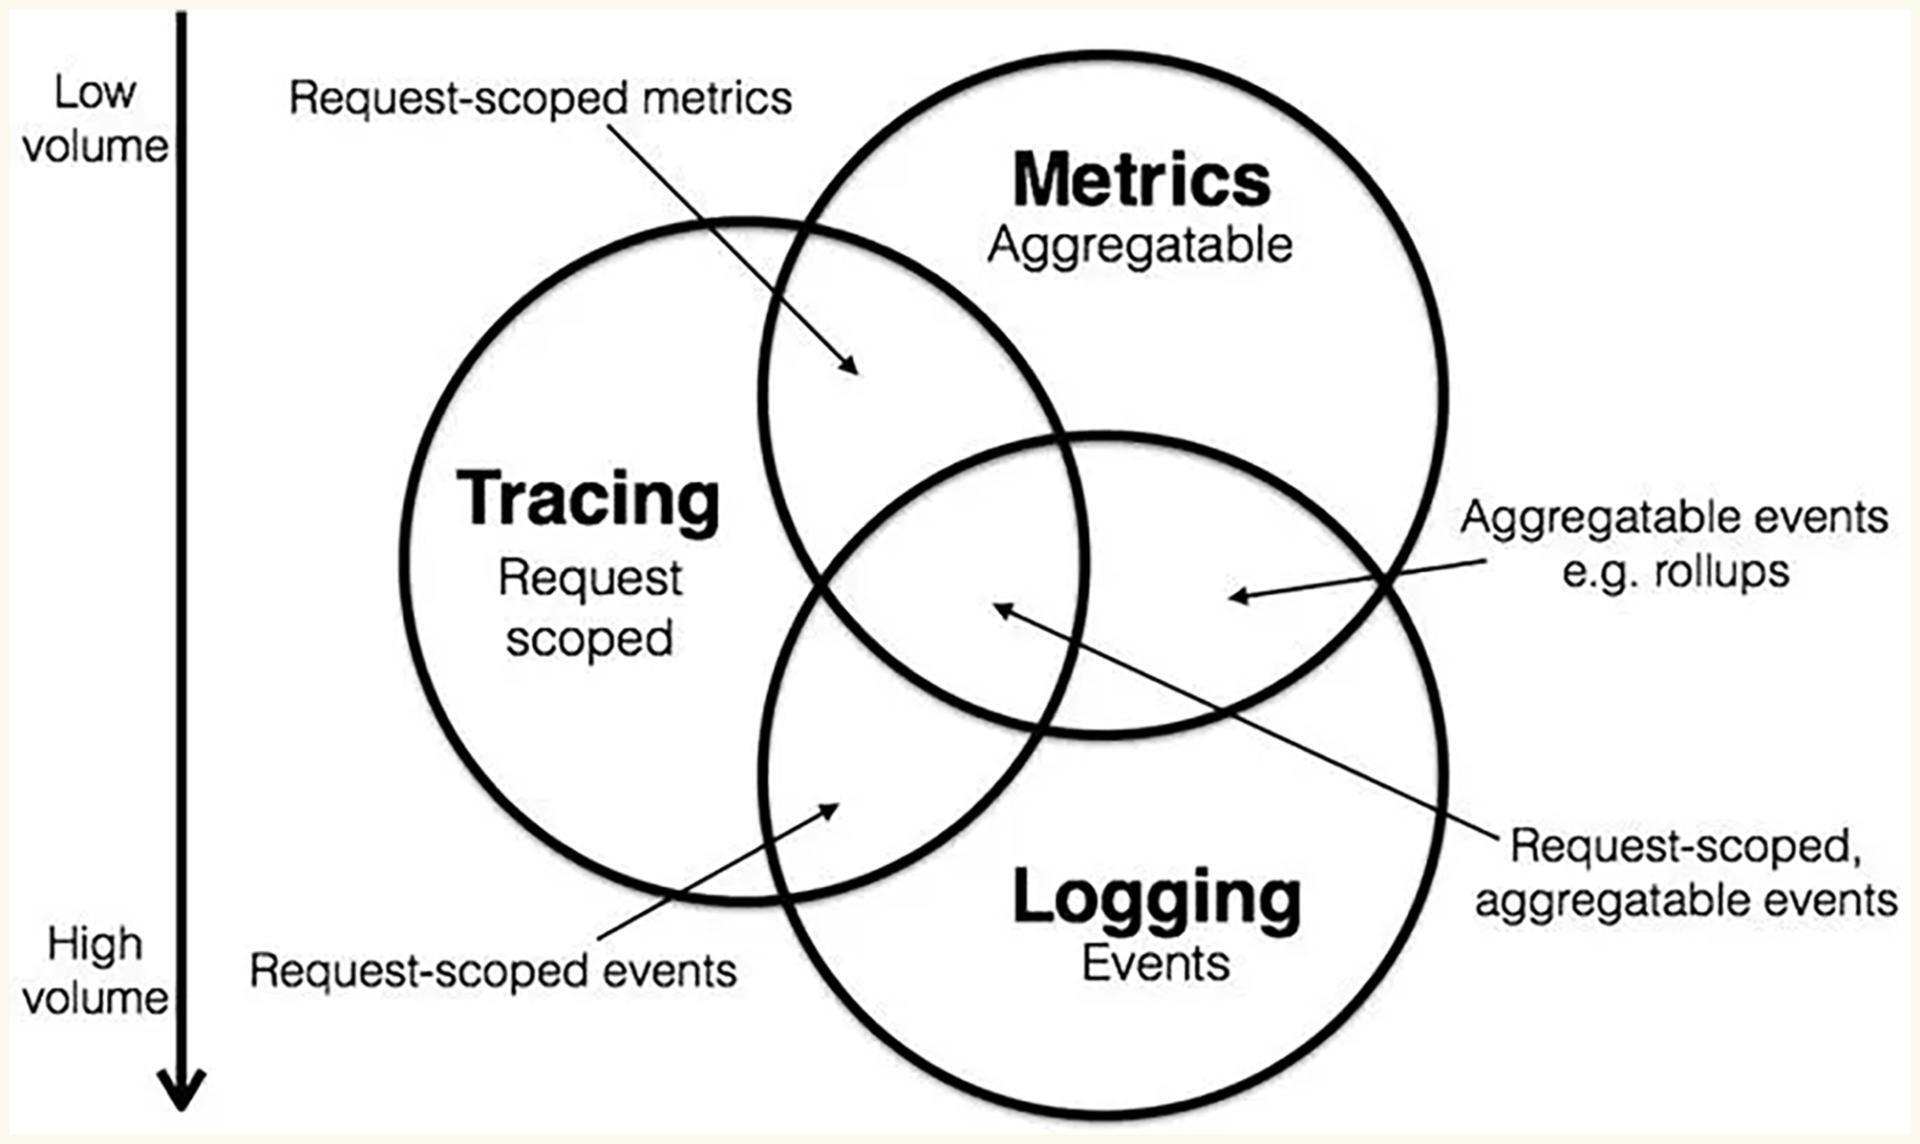 Low
volume
Request-scoped metrics
Metrics
Aggregatable
Tracing
Request
scoped
Aggregatable events
e.g. rollups
Request-scoped,
aggregatable events
Logging
Events
High
volume
Request-scoped events